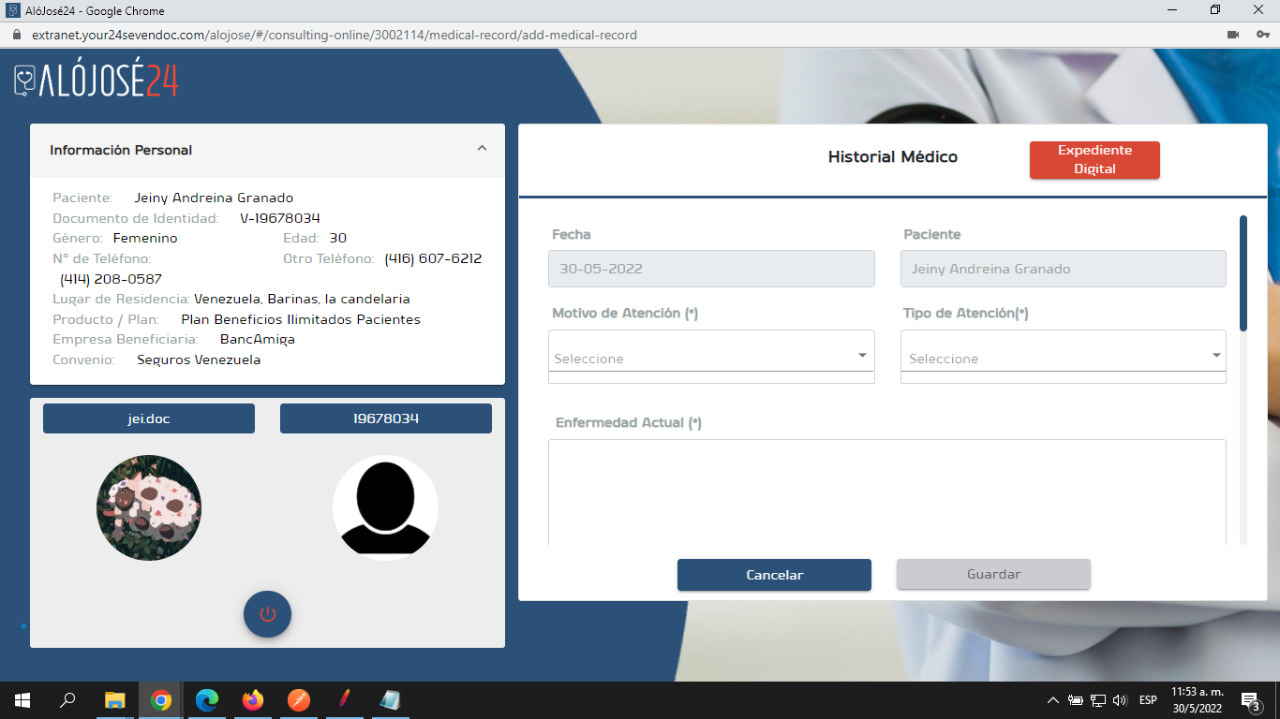 AlóJosé24 - Google Chrome
extranet.your24sevendoc.com/alojose/#/consulting-online/3002114/medical-record/add-medical-record
ALÓJOSÉ24
Información Personal
Paciente: Jeiny Andreina Granado
Documento de Identidad: V-19678034
Género: Femenino Edad: 30
N° de Teléfono: Otro Teléfono: (416) 607-6212
(414) 208-0587
Lugar de Residencia: Venezuela, Barinas, la candelaria
Producto / Plan: Plan Beneficios Ilimitados Pacientes
Empresa Beneficiaria: BancAmiga
Convenio: Seguros Venezuela
jei.doc 19678034
Historial Médico
Expediente
Digital
Fecha Paciente
30-05-2022 Jeiny Andreina Granado
Motivo de Atención (*) Tipo de Atención(*)
Seleccione Seleccione
Enfermedad Actual (*)
Cancelar Guardar
ESP
11:53 a. m.
30/5/2022
3